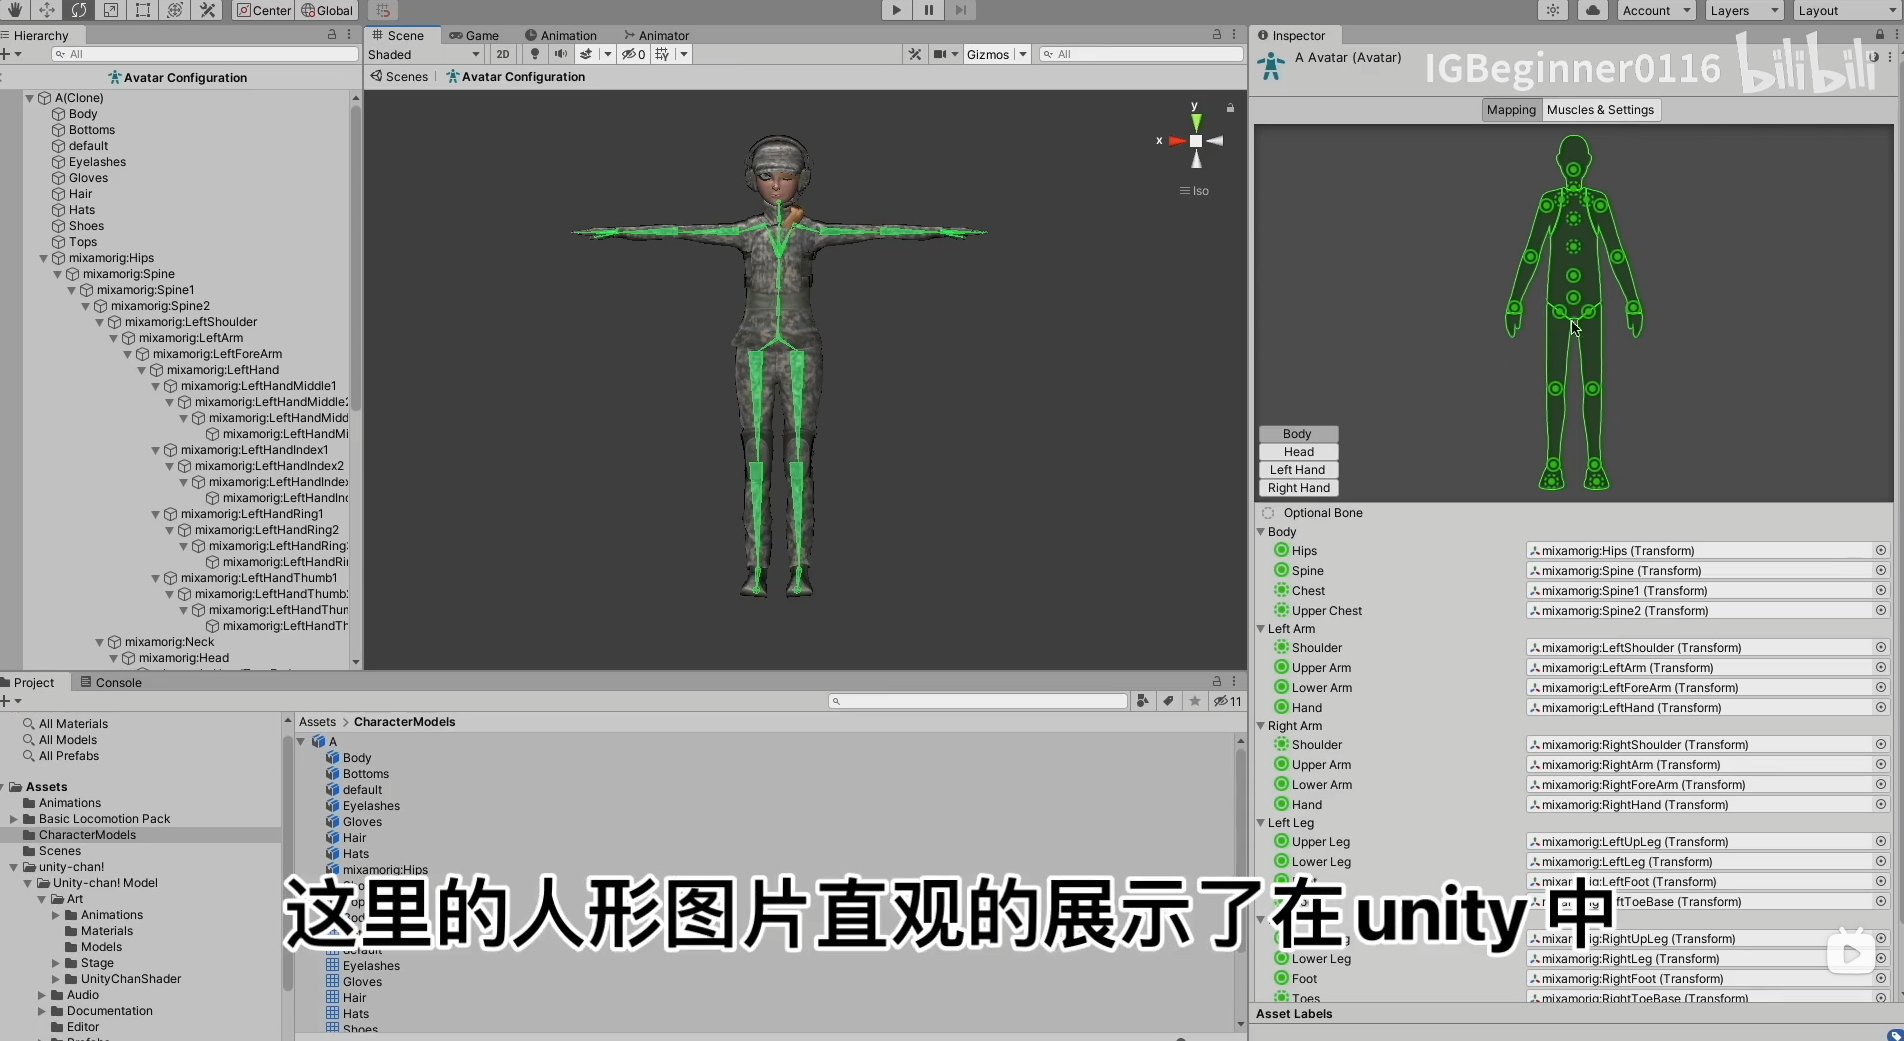 Center
Global
Account
Layers
Layout
Hierarchy
All
Avatar Configuration
A(Clone)
Body
Bottoms
default
Eyelashes
Gloves
Hair
Hats
Shoes
Tops
mixamorig:Hips
mixamorig:Spine
mixamorig:Spine1
mixamorig:Spine2
mixamorig:LeftShoulder
mixamorig:LeftArm
mixamorig:LeftForeArm
mixamorig:LeftHand
mixamorig:LeftHandMiddle1
mixamorig:LeftHandMiddle
mixamorig:LeftHandMidd
mixamorig:LeftHandMi
mixamorig:LeftHandIndex1
mixamorig:LeftHandIndex2
mixamorig:LeftHandIndex
mixamorig:LeftHandInd
mixamorig:LeftHandRing1
mixamorig:LeftHandRing2
mixamorig:LeftHandRing
mixamorig:LeftHandRi
mixamorig:LeftHandThumb1
mixamorig:LeftHandThumb
mixamorig:LeftHandThu
mixamorig:LeftHandTh
mixamorig:Neck
mixamorig:Head
Scene
Game
Animation
Animator
Shaded
2D
0
Gizmos
All
Scenes
Avatar Configuration
y
x
Iso
Inspector
A Avatar (Avatar)
IGBeginner0116 bilibili
Mapping
Muscles & Settings
Body
Head
Left Hand
Right Hand
Optional Bone
Body
Hips mixamorig:Hips (Transform)
Spine mixamorig:Spine (Transform)
Chest mixamorig:Spine1 (Transform)
Upper Chest mixamorig:Spine2 (Transform)
Left Arm
Shoulder mixamorig:LeftShoulder (Transform)
Upper Arm mixamorig:LeftArm (Transform)
Lower Arm mixamorig:LeftForeArm (Transform)
Hand mixamorig:LeftHand (Transform)
Right Arm
Shoulder mixamorig:RightShoulder (Transform)
Upper Arm mixamorig:RightArm (Transform)
Lower Arm mixamorig:RightForeArm (Transform)
Hand mixamorig:RightHand (Transform)
Left Leg
Upper Leg mixamorig:LeftUpLeg (Transform)
Lower Leg mixamorig:LeftLeg (Transform)
LeftFoot (Transform)
ToeBase (Transform)
RightUpLeg (Transform)
Lower Leg mixamorig:RightLeg (Transform)
Foot mixamorig:RightFoot (Transform)
Toes mixamorig:RightToeBase (Transform)
Asset Labels
Project
Console
11
All Materials
All Models
All Prefabs
Assets
Animations
Basic Locomotion Pack
CharacterModels
Scenes
unity-chan!
Unity-chan! Model
Art
Animations
Materials
Models
Stage
UnityChanShader
Audio
Documentation
Editor
Assets > CharacterModels
A
Body
Bottoms
default
Eyelashes
Gloves
Hair
Hats
mixamorig:Hips
Eyelashes
Gloves
Hair
Hats
Shoes
这里的人形图片直观的展示了在unity中